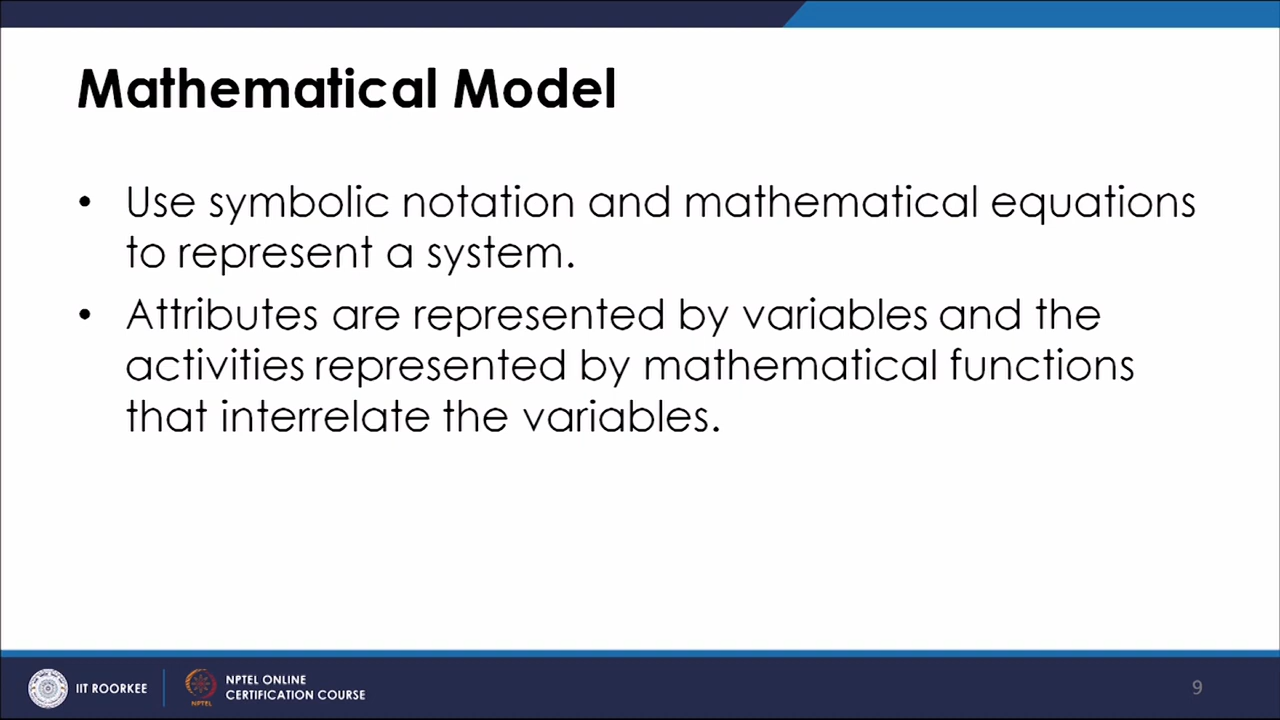 Mathematical Model
• Use symbolic notation and mathematical equations
to represent a system.
• Attributes are represented by variables and the
activities represented by mathematical functions
that interrelate the variables.
IIT ROORKEE
NPTEL
NPTEL ONLINE
CERTIFICATION COURSE
9